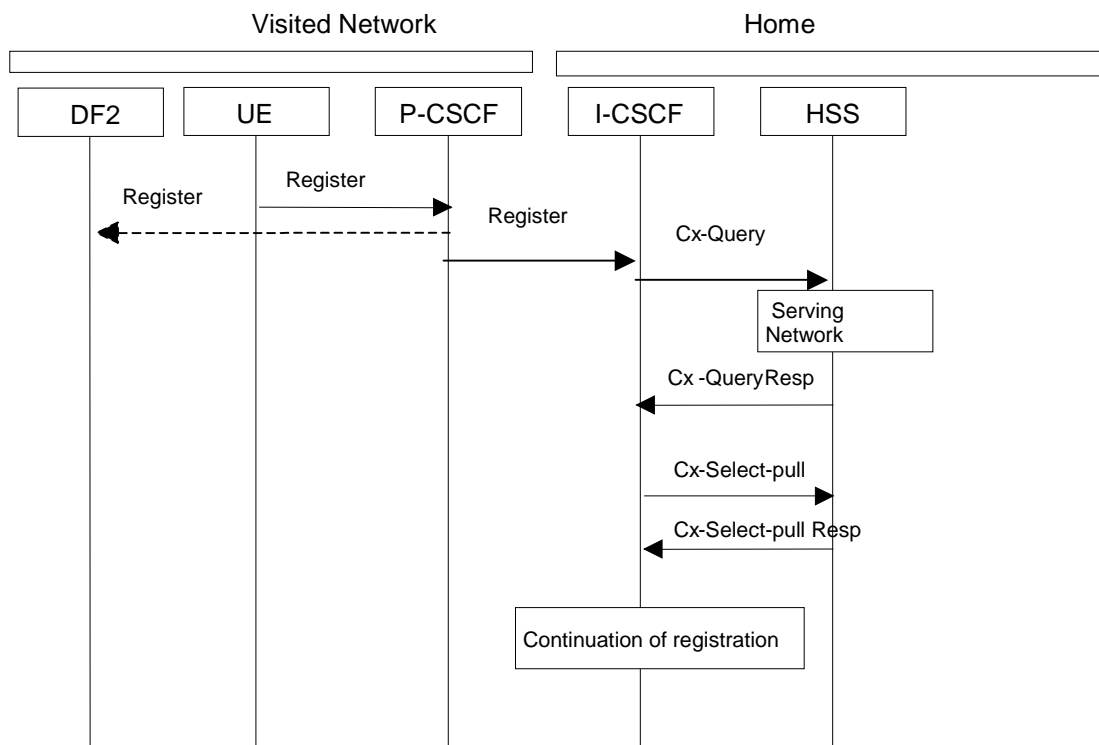 Visited Network
Home
DF2
UE
P-CSCF
I-CSCF
HSS
Register
Register
Register
Cx-Query
Serving
Network
Cx -QueryResp
Cx-Select-pull
Cx-Select-pull Resp
Continuation of registration